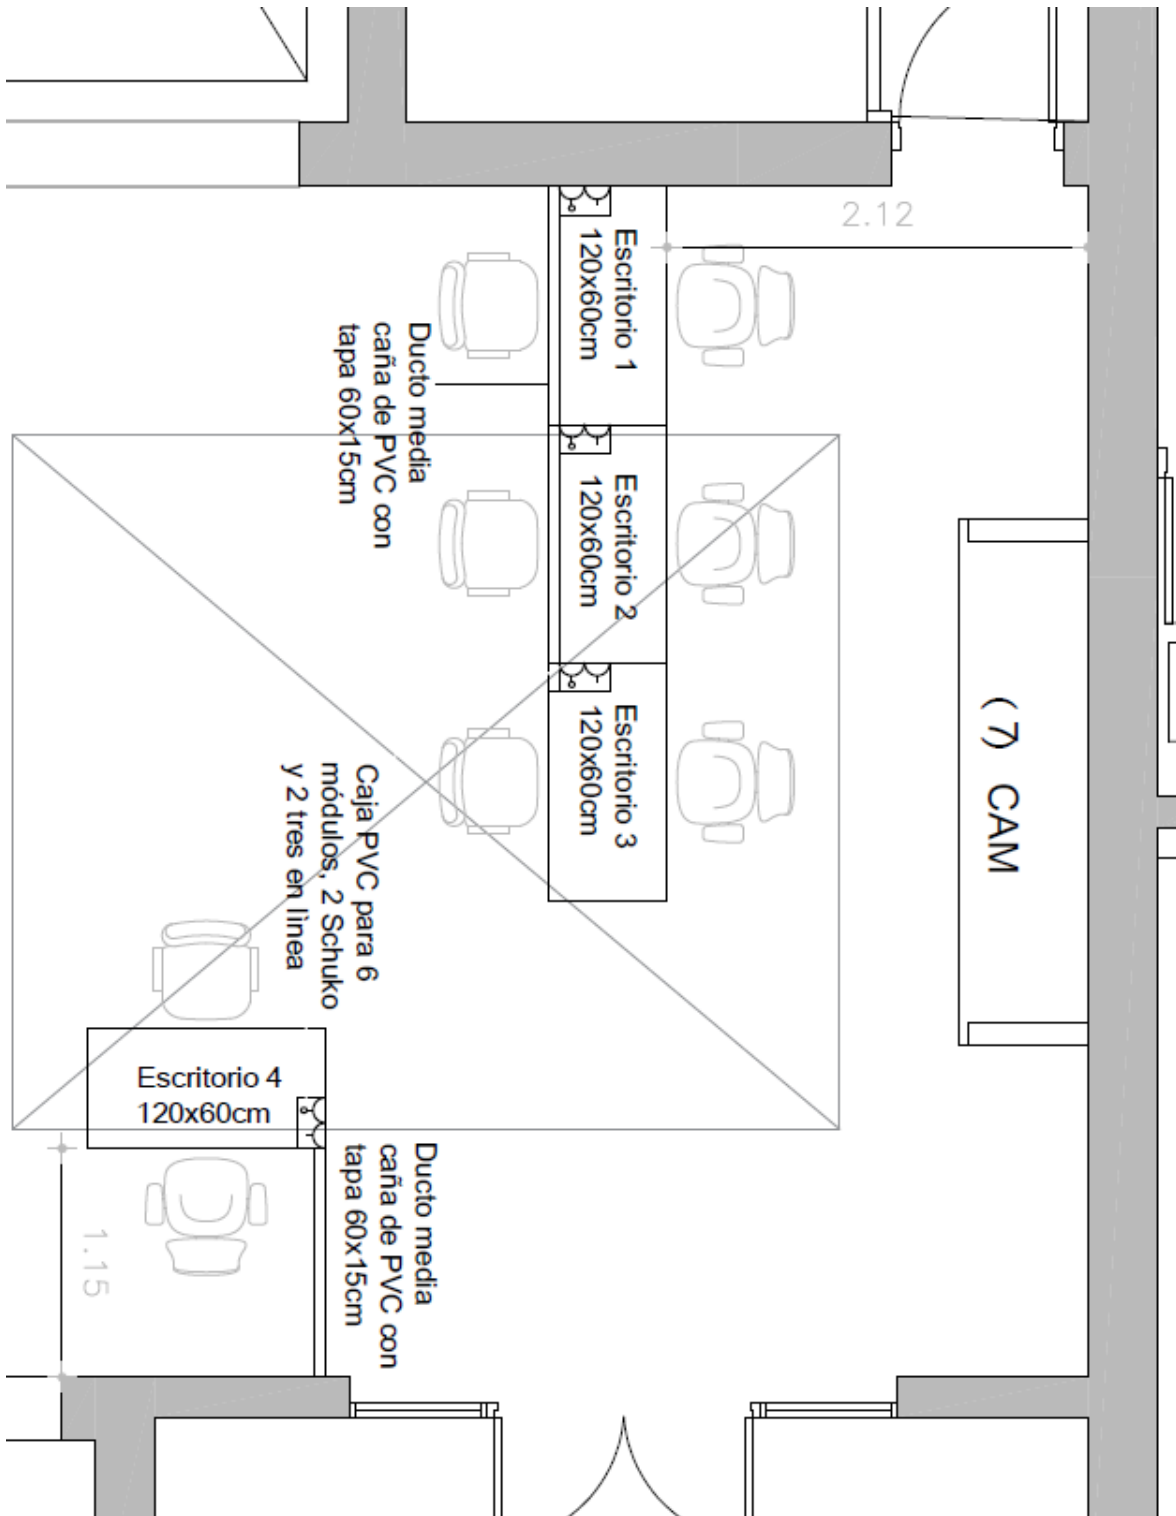 2.12
Escritorio 1
120x60cm
Ducto media
caña de PVC con
tapa 60x15cm
Escritorio 2
120x60cm
Escritorio 3
120x60cm
(7) CAM
Caja PVC para 6
módulos, 2 Schuko
y 2 tres en lìnea
Escritorio 4
120x60cm
Ducto media
caña de PVC con
tapa 60x15cm
1.15